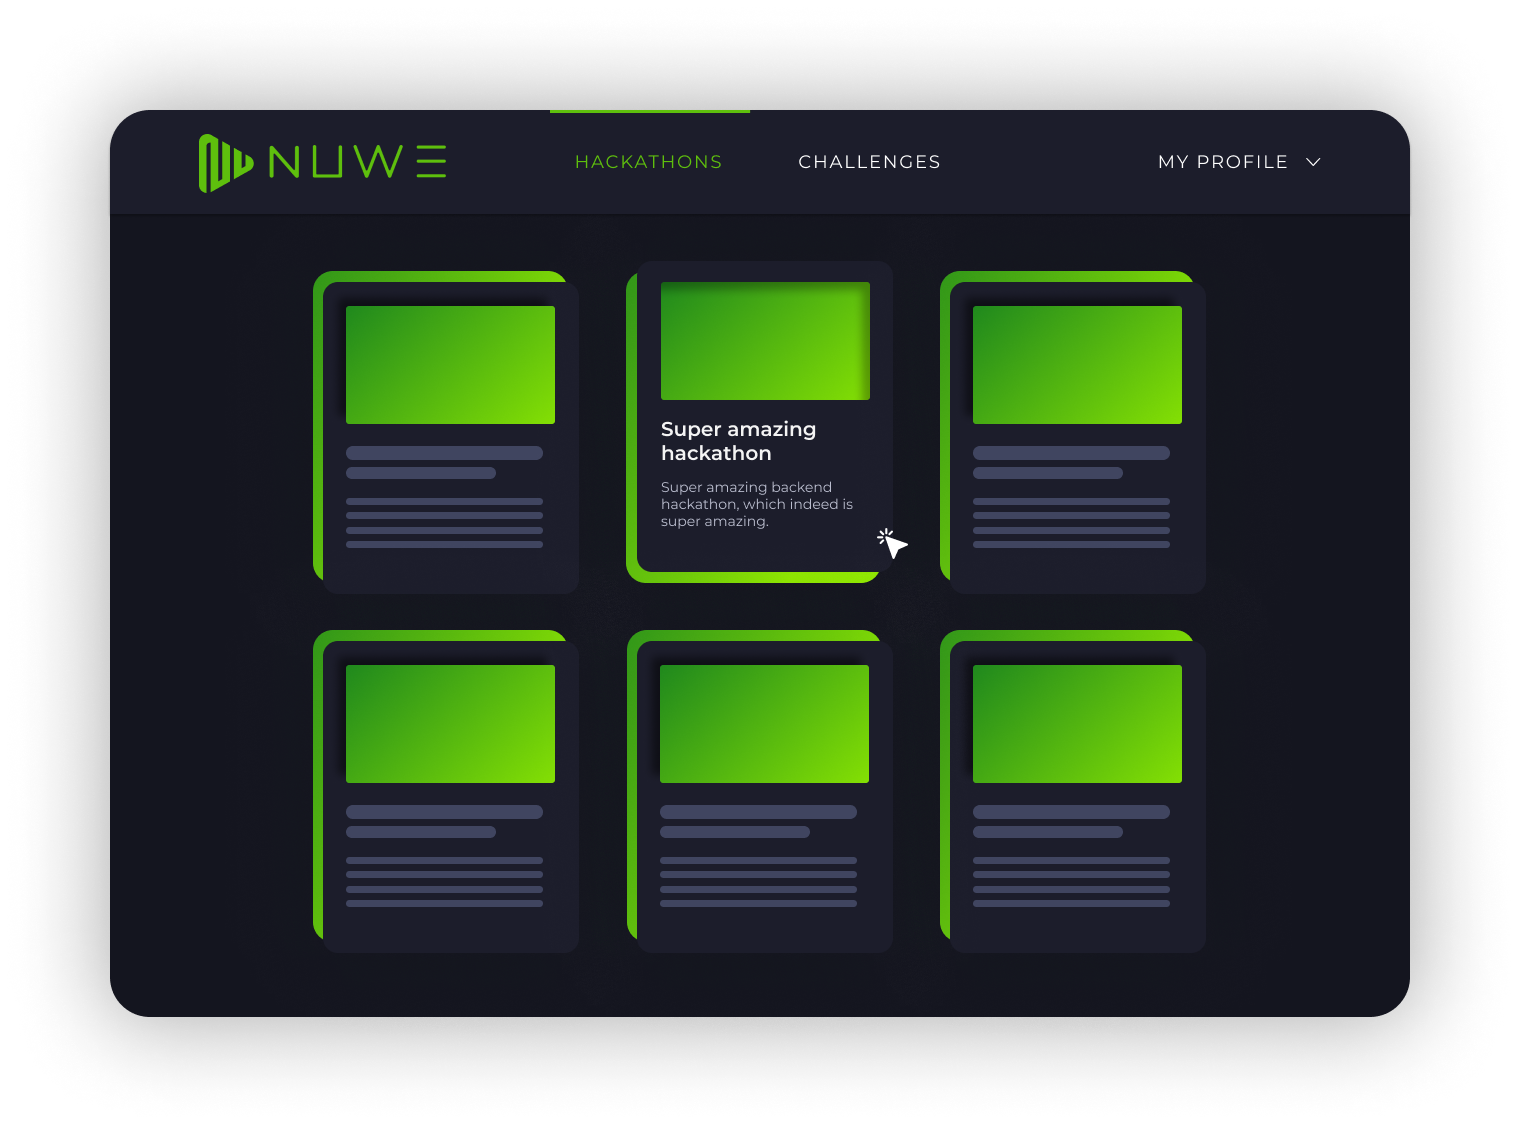 NUWE
HACKATHONS
CHALLENGES
MY PROFILE
Super amazing
hackathon
Super amazing backend
hackathon, which indeed is
super amazing.